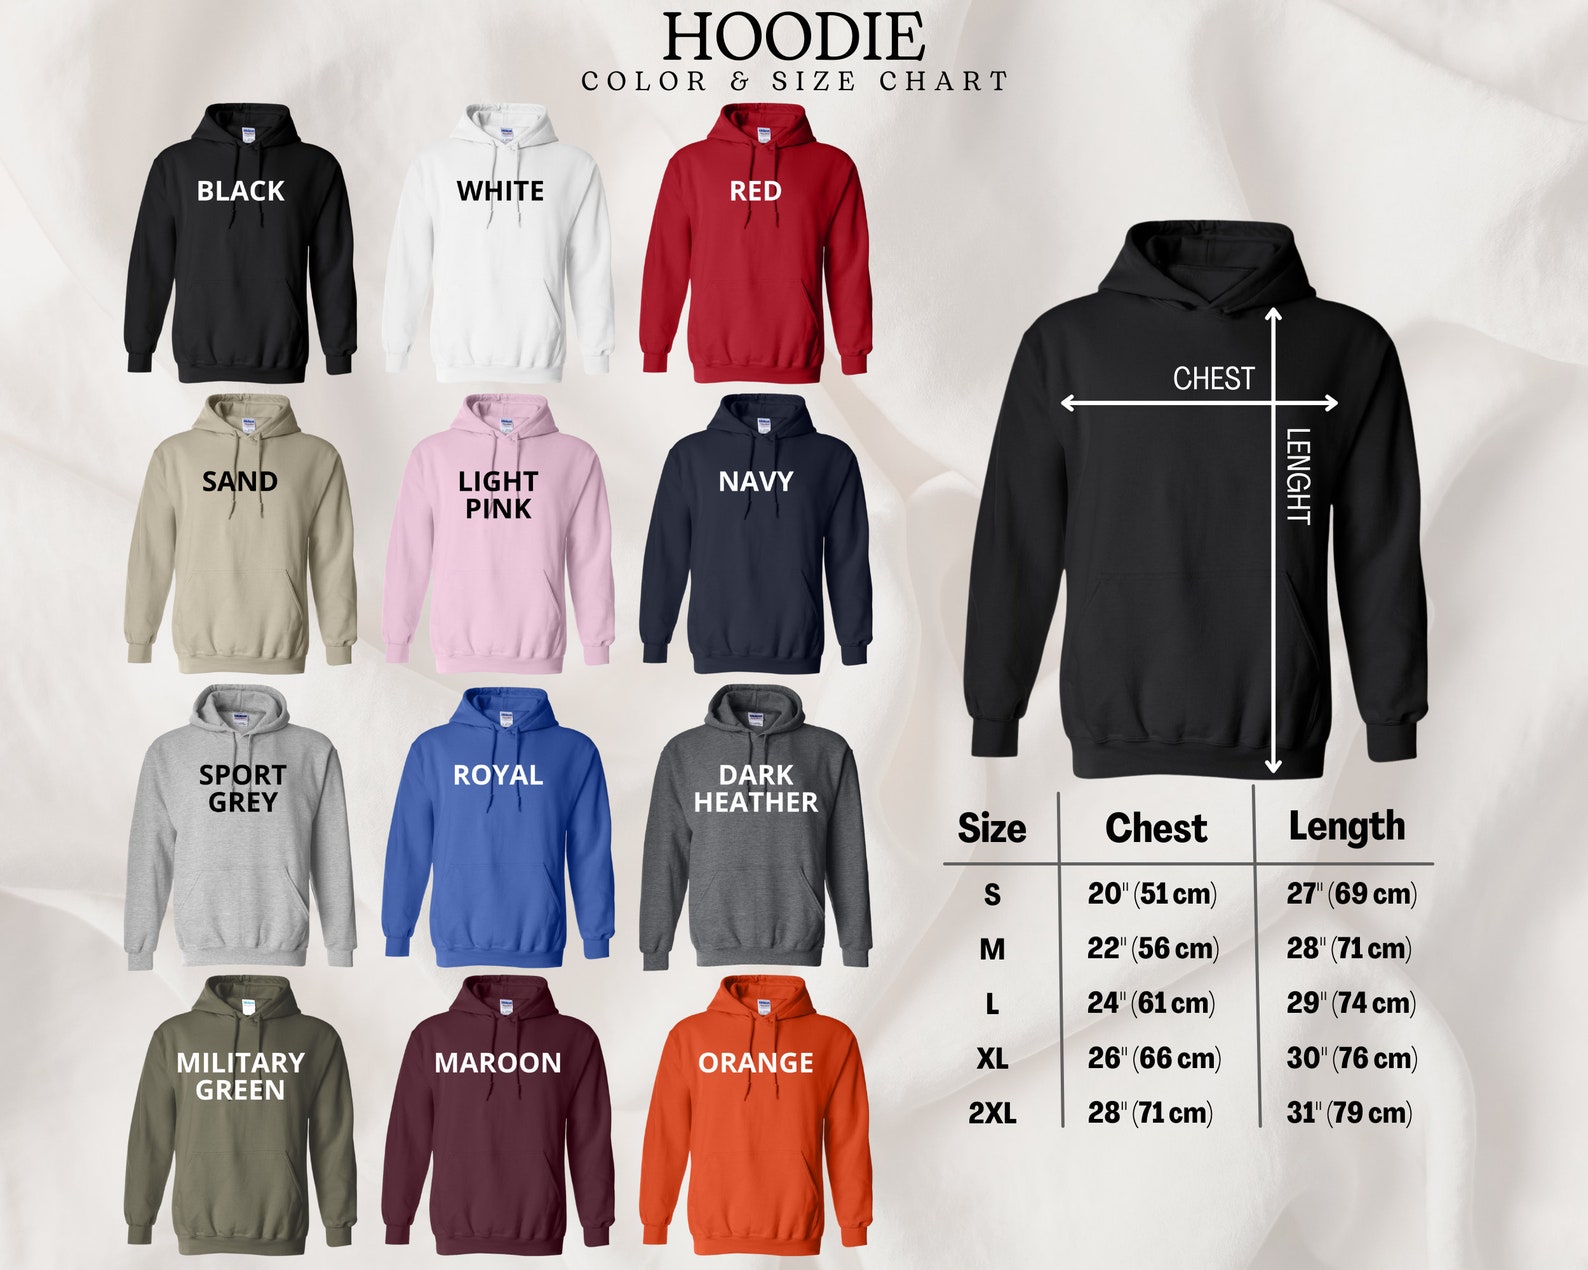 HOODIE
COLOR & SIZE CHART
BLACK
WHITE
RED
SAND
LIGHT
PINK
NAVY
SPORT
GREY
ROYAL
DARK
HEATHER
MILITARY
GREEN
MAROON
ORANGE
CHEST
LENGHT
Size Chest Length
S 20" (51 cm) 27" (69 cm)
M 22" (56 cm) 28" (71 cm)
L 24" (61 cm) 29" (74 cm)
XL 26" (66 cm) 30" (76 cm)
2XL 28" (71 cm) 31" (79 cm)